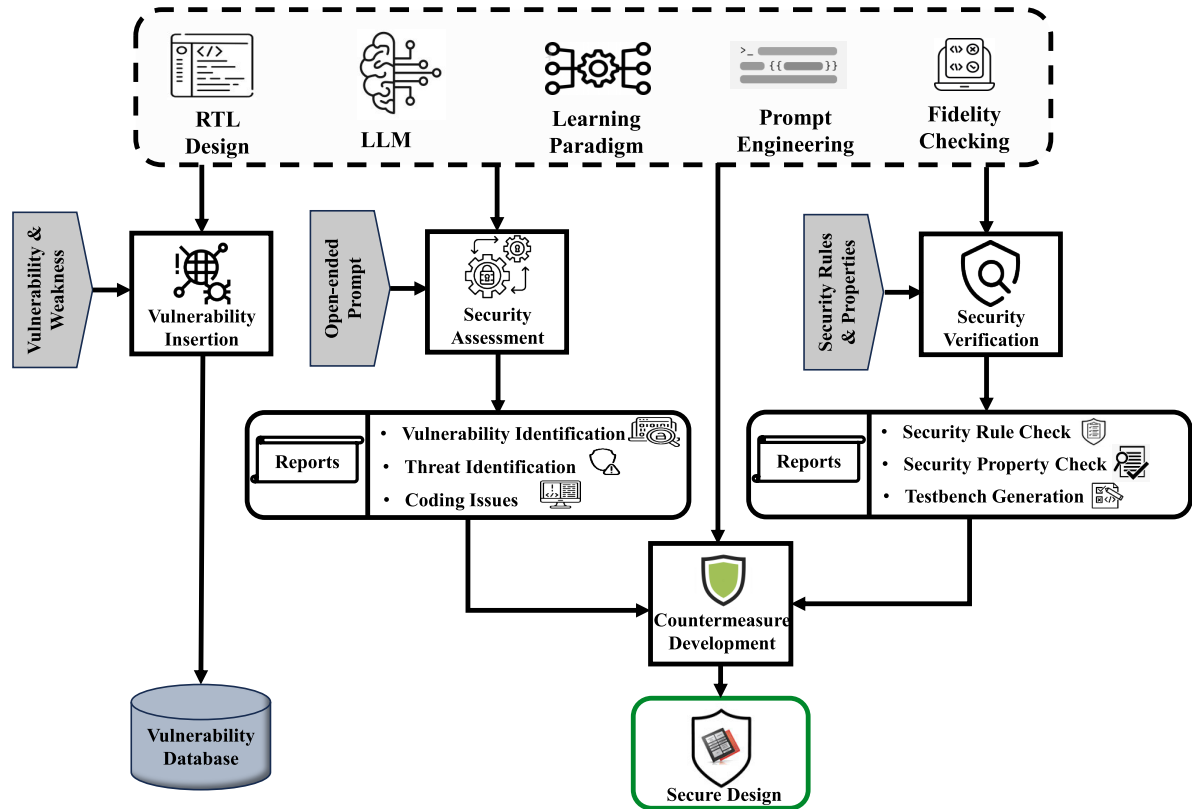 RTL
Design
LLM
Learning
Paradigm
>_
{{ }}
Prompt
Engineering
Fidelity
Checking
Vulnerability &
Weakness
Vulnerability
Insertion
Open-ended
Prompt
Security
Assessment
Security Rules
& Properties
Security
Verification
Reports
• Vulnerability Identification
• Threat Identification
• Coding Issues
Reports
• Security Rule Check
• Security Property Check
• Testbench Generation
Countermeasure
Development
Vulnerability
Database
Secure Design